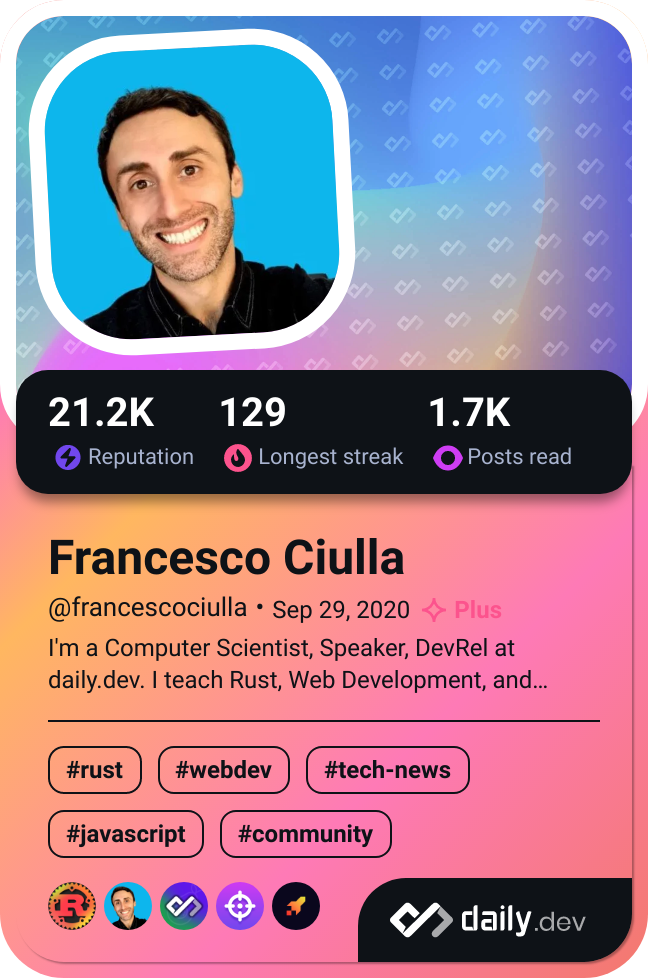 21.2K 129 1.7K
Reputation Longest streak Posts read
Francesco Ciulla
@francescociulla • Sep 29, 2020 Plus
I'm a Computer Scientist, Speaker, DevRel at
daily.dev. I teach Rust, Web Development, and…
#rust #webdev #tech-news
#javascript #community
R
daily.dev